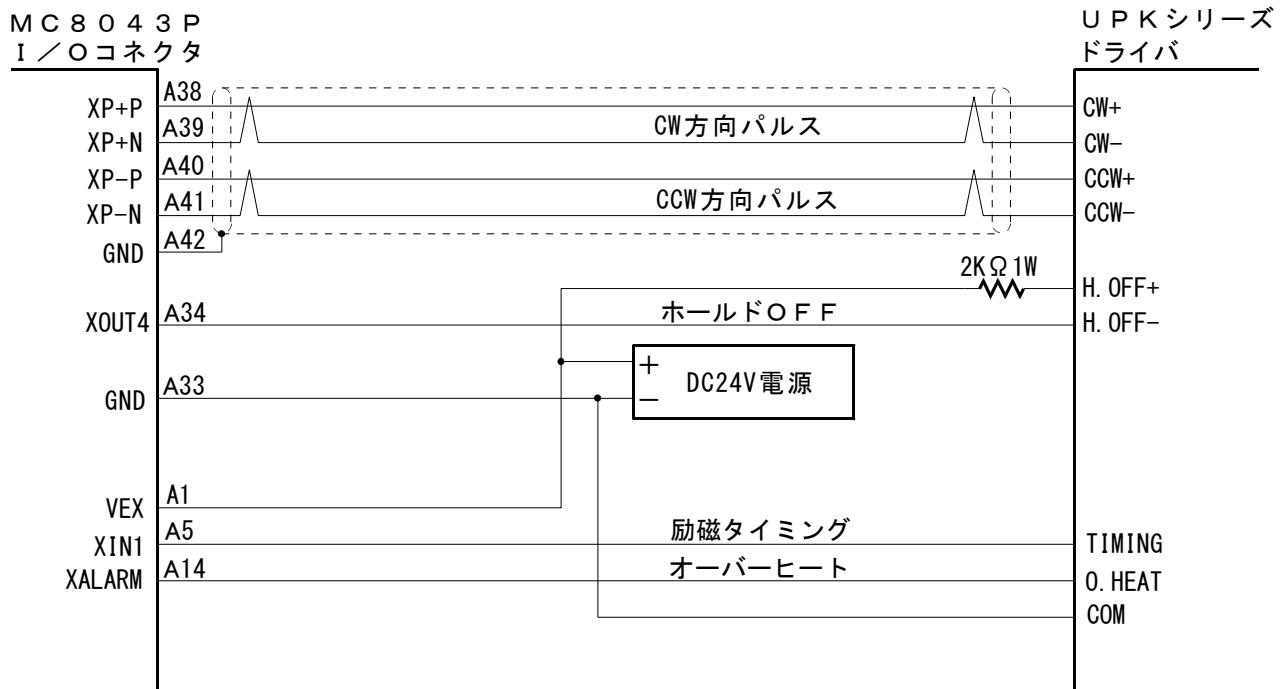 ＭＣ８０４３Ｐ
Ｉ／Ｏコネクタ
ＵＰＫシリーズ
ドライバ
XP+P A38 CW+
XP+N A39 CW方向パルス CW-
XP-P A40 CCW+
XP-N A41 CCW方向パルス CCW-
GND A42
2KΩ1W H.OFF+
XOUT4 A34 ホールドＯＦＦ H.OFF-
+
GND A33 DC24V電源
-
VEX A1
XIN1 A5 励磁タイミング TIMING
XALARM A14 オーバーヒート O.HEAT
COM